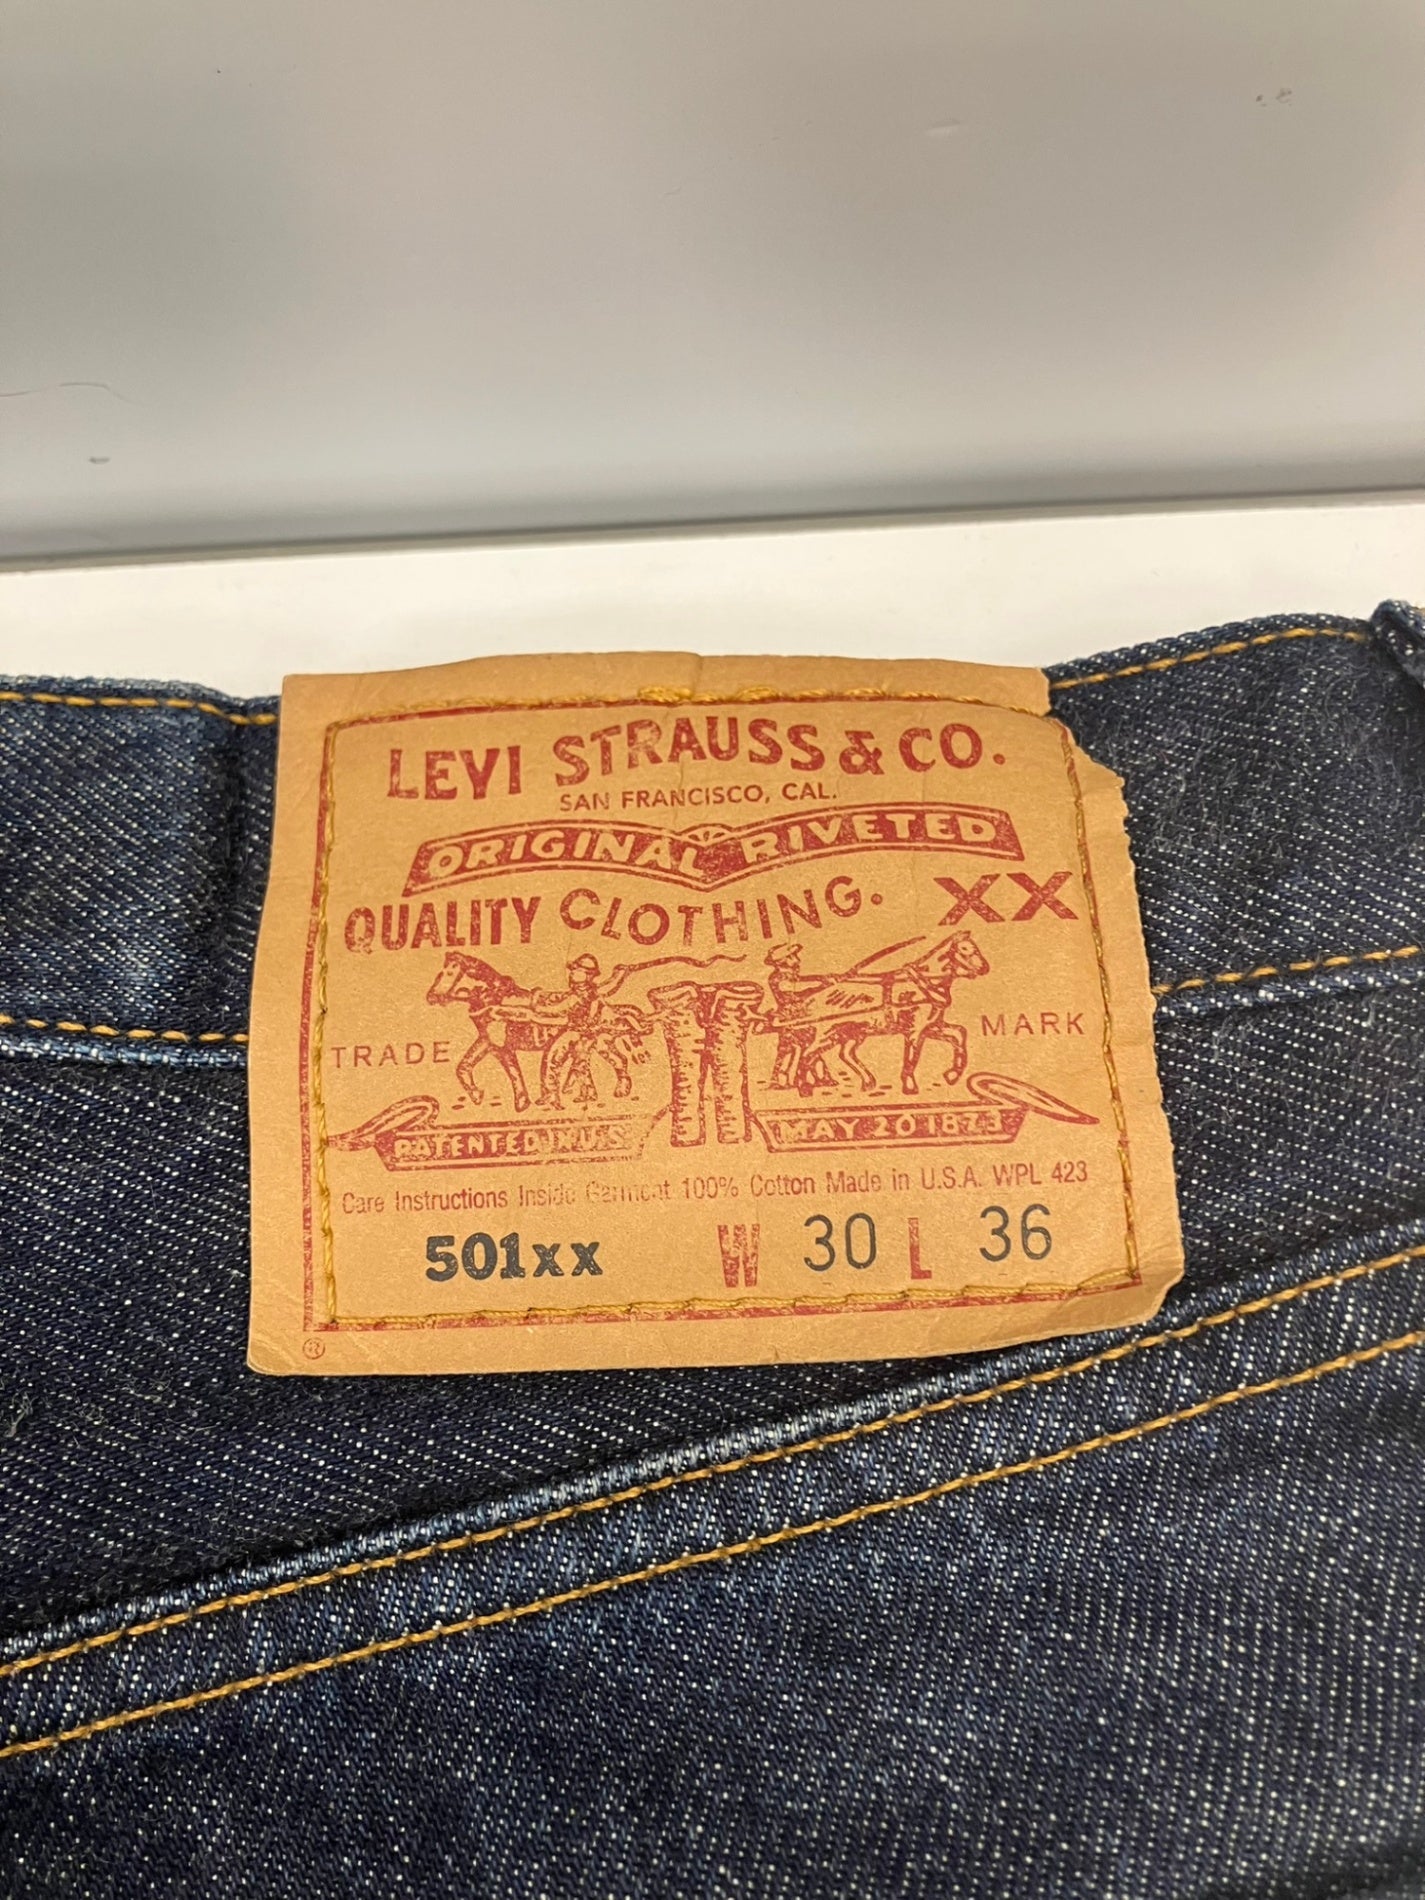 LEVI STRAUSS & CO.
SAN FRANCISCO, CAL.
ORIGINAL RIVETED
QUALITY CLOTHING. XX
TRADE MARK
PATENTED IN U.S. MAY 20 1873
Care Instructions Inside Garment 100% Cotton Made in U.S.A. WPL 423
501xx W 30 L 36
®